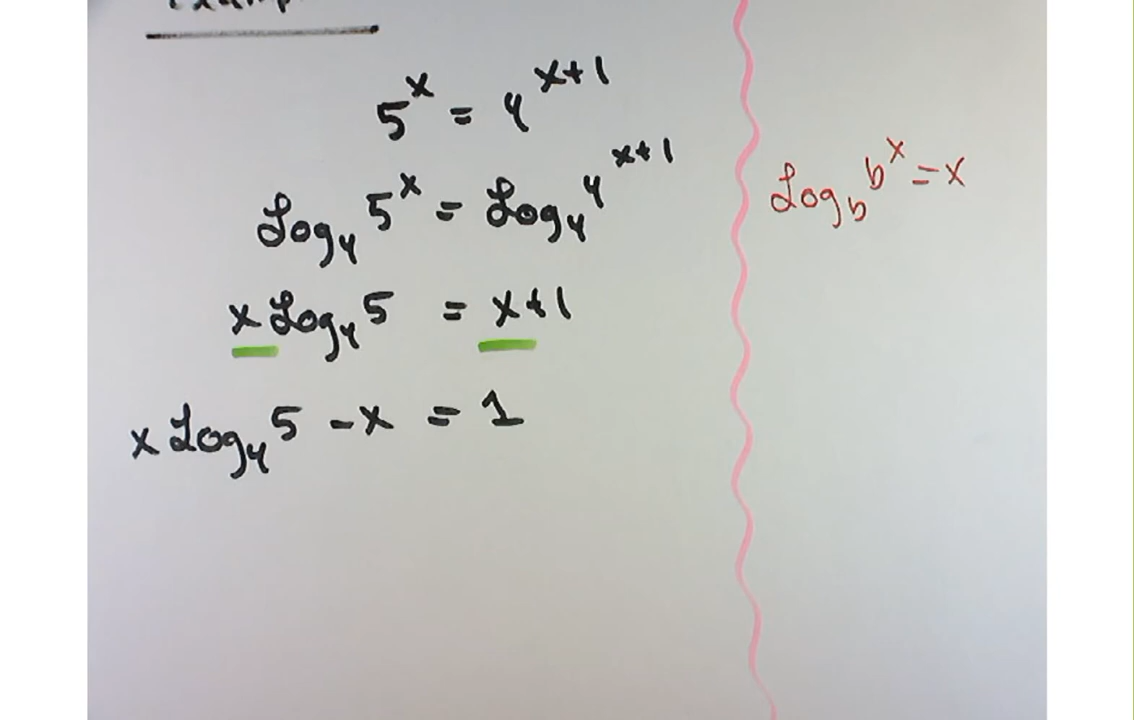 5^x = 4^(x+1)
Log_4 5^x = Log_4 4^(x+1)
x Log_4 5 = x+1
x Log_4 5 - x = 1
Log_b b^x = x